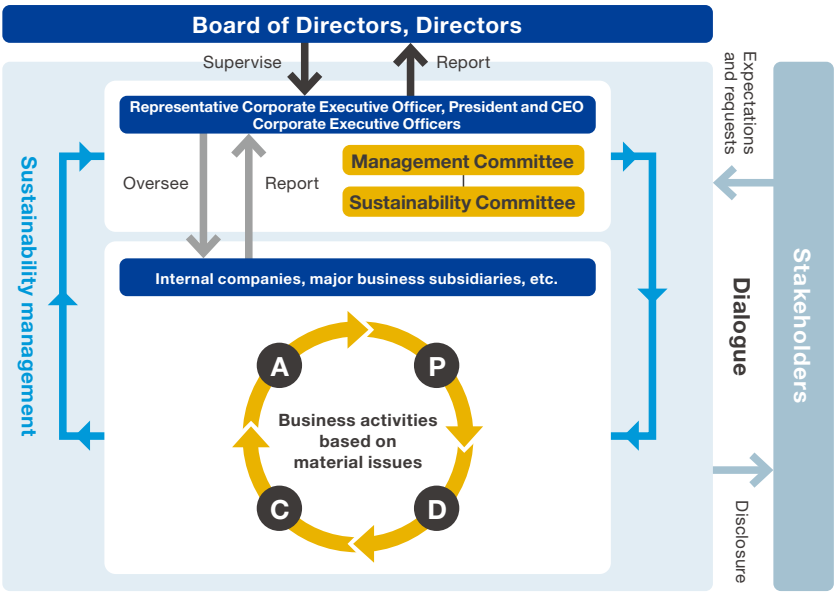 Board of Directors, Directors
Supervise
Report
Representative Corporate Executive Officer, President and CEO
Corporate Executive Officers
Oversee
Report
Management Committee
Sustainability Committee
Internal companies, major business subsidiaries, etc.
A
P
Business activities
based on
material issues
C
D
Sustainability management
Expectations
and requests
Dialogue
Disclosure
Stakeholders